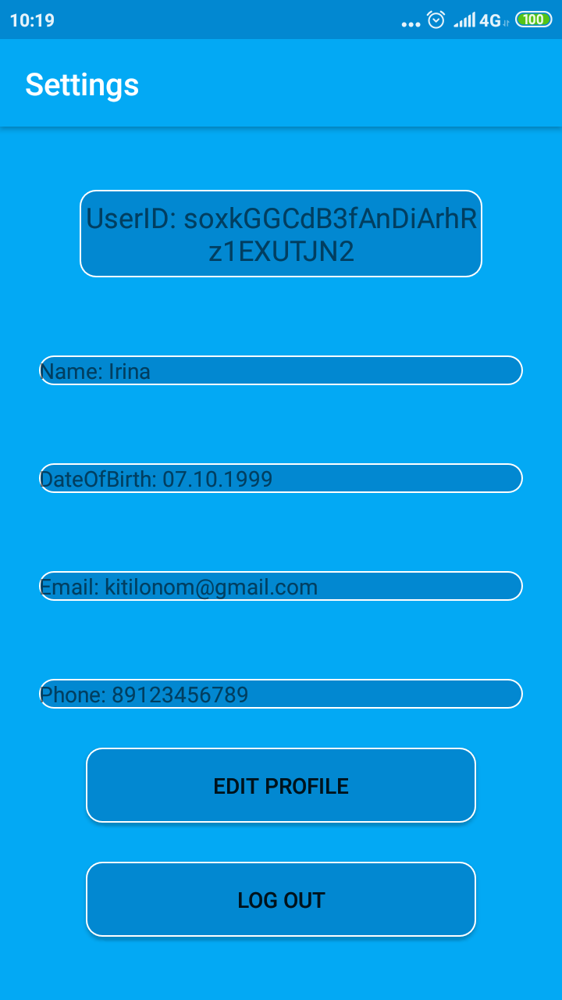 10:19
4G
100
Settings
UserID: soxkGGCdB3fAnDiArhR
z1EXUTJN2
Name: Irina
DateOfBirth: 07.10.1999
Email: kitilonom@gmail.com
Phone: 89123456789
EDIT PROFILE
LOG OUT